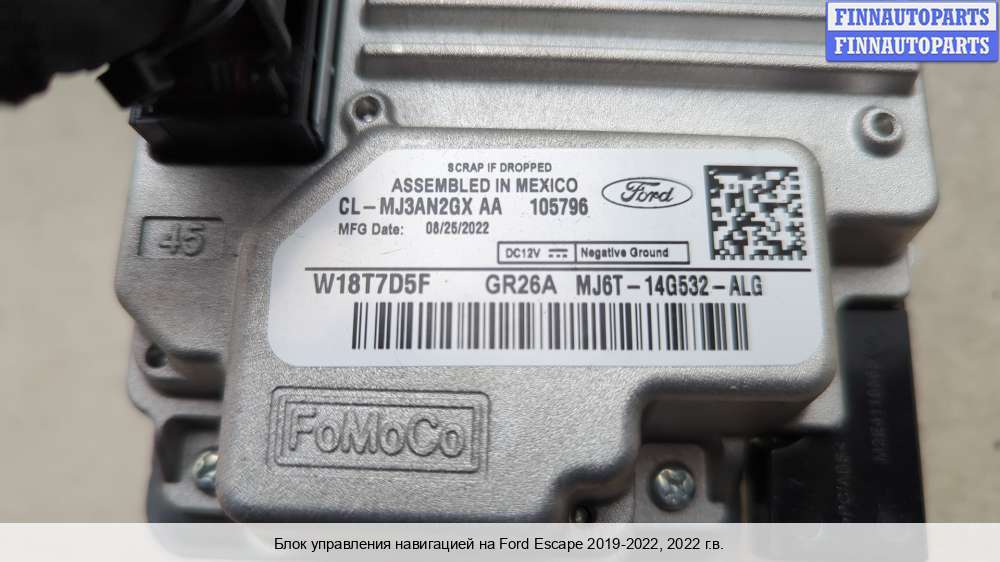 FINNAUTOPARTS
FINNAUTOPARTS
SCRAP IF DROPPED
ASSEMBLED IN MEXICO
CL-MJ3AN2GX AA 105796
Ford
MFG Date: 08/25/2022
DC12V Negative Ground
45
W18T7D5F GR26A MJ6T-14G532-ALG
FoMoCo
Блок управления навигацией на Ford Escape 2019-2022, 2022 г.в.